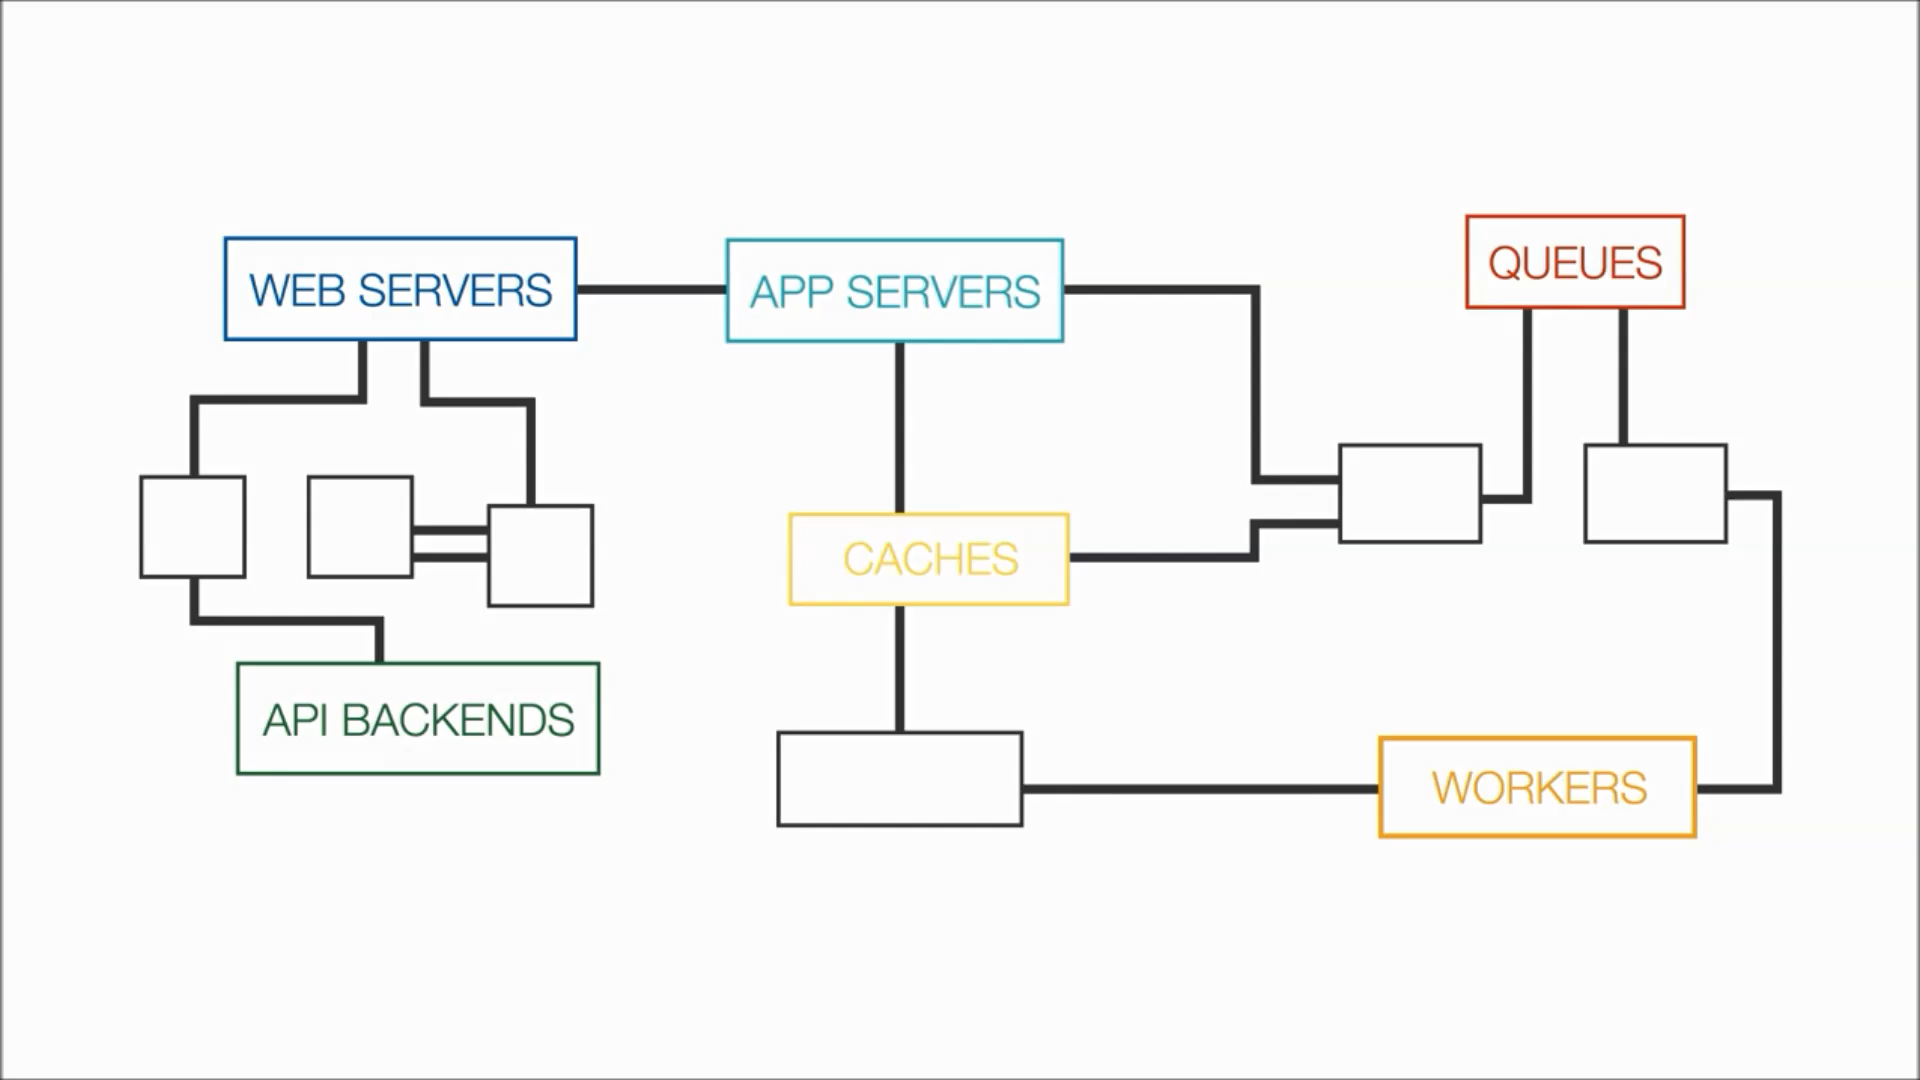 WEB SERVERS
APP SERVERS
QUEUES
CACHES
API BACKENDS
WORKERS